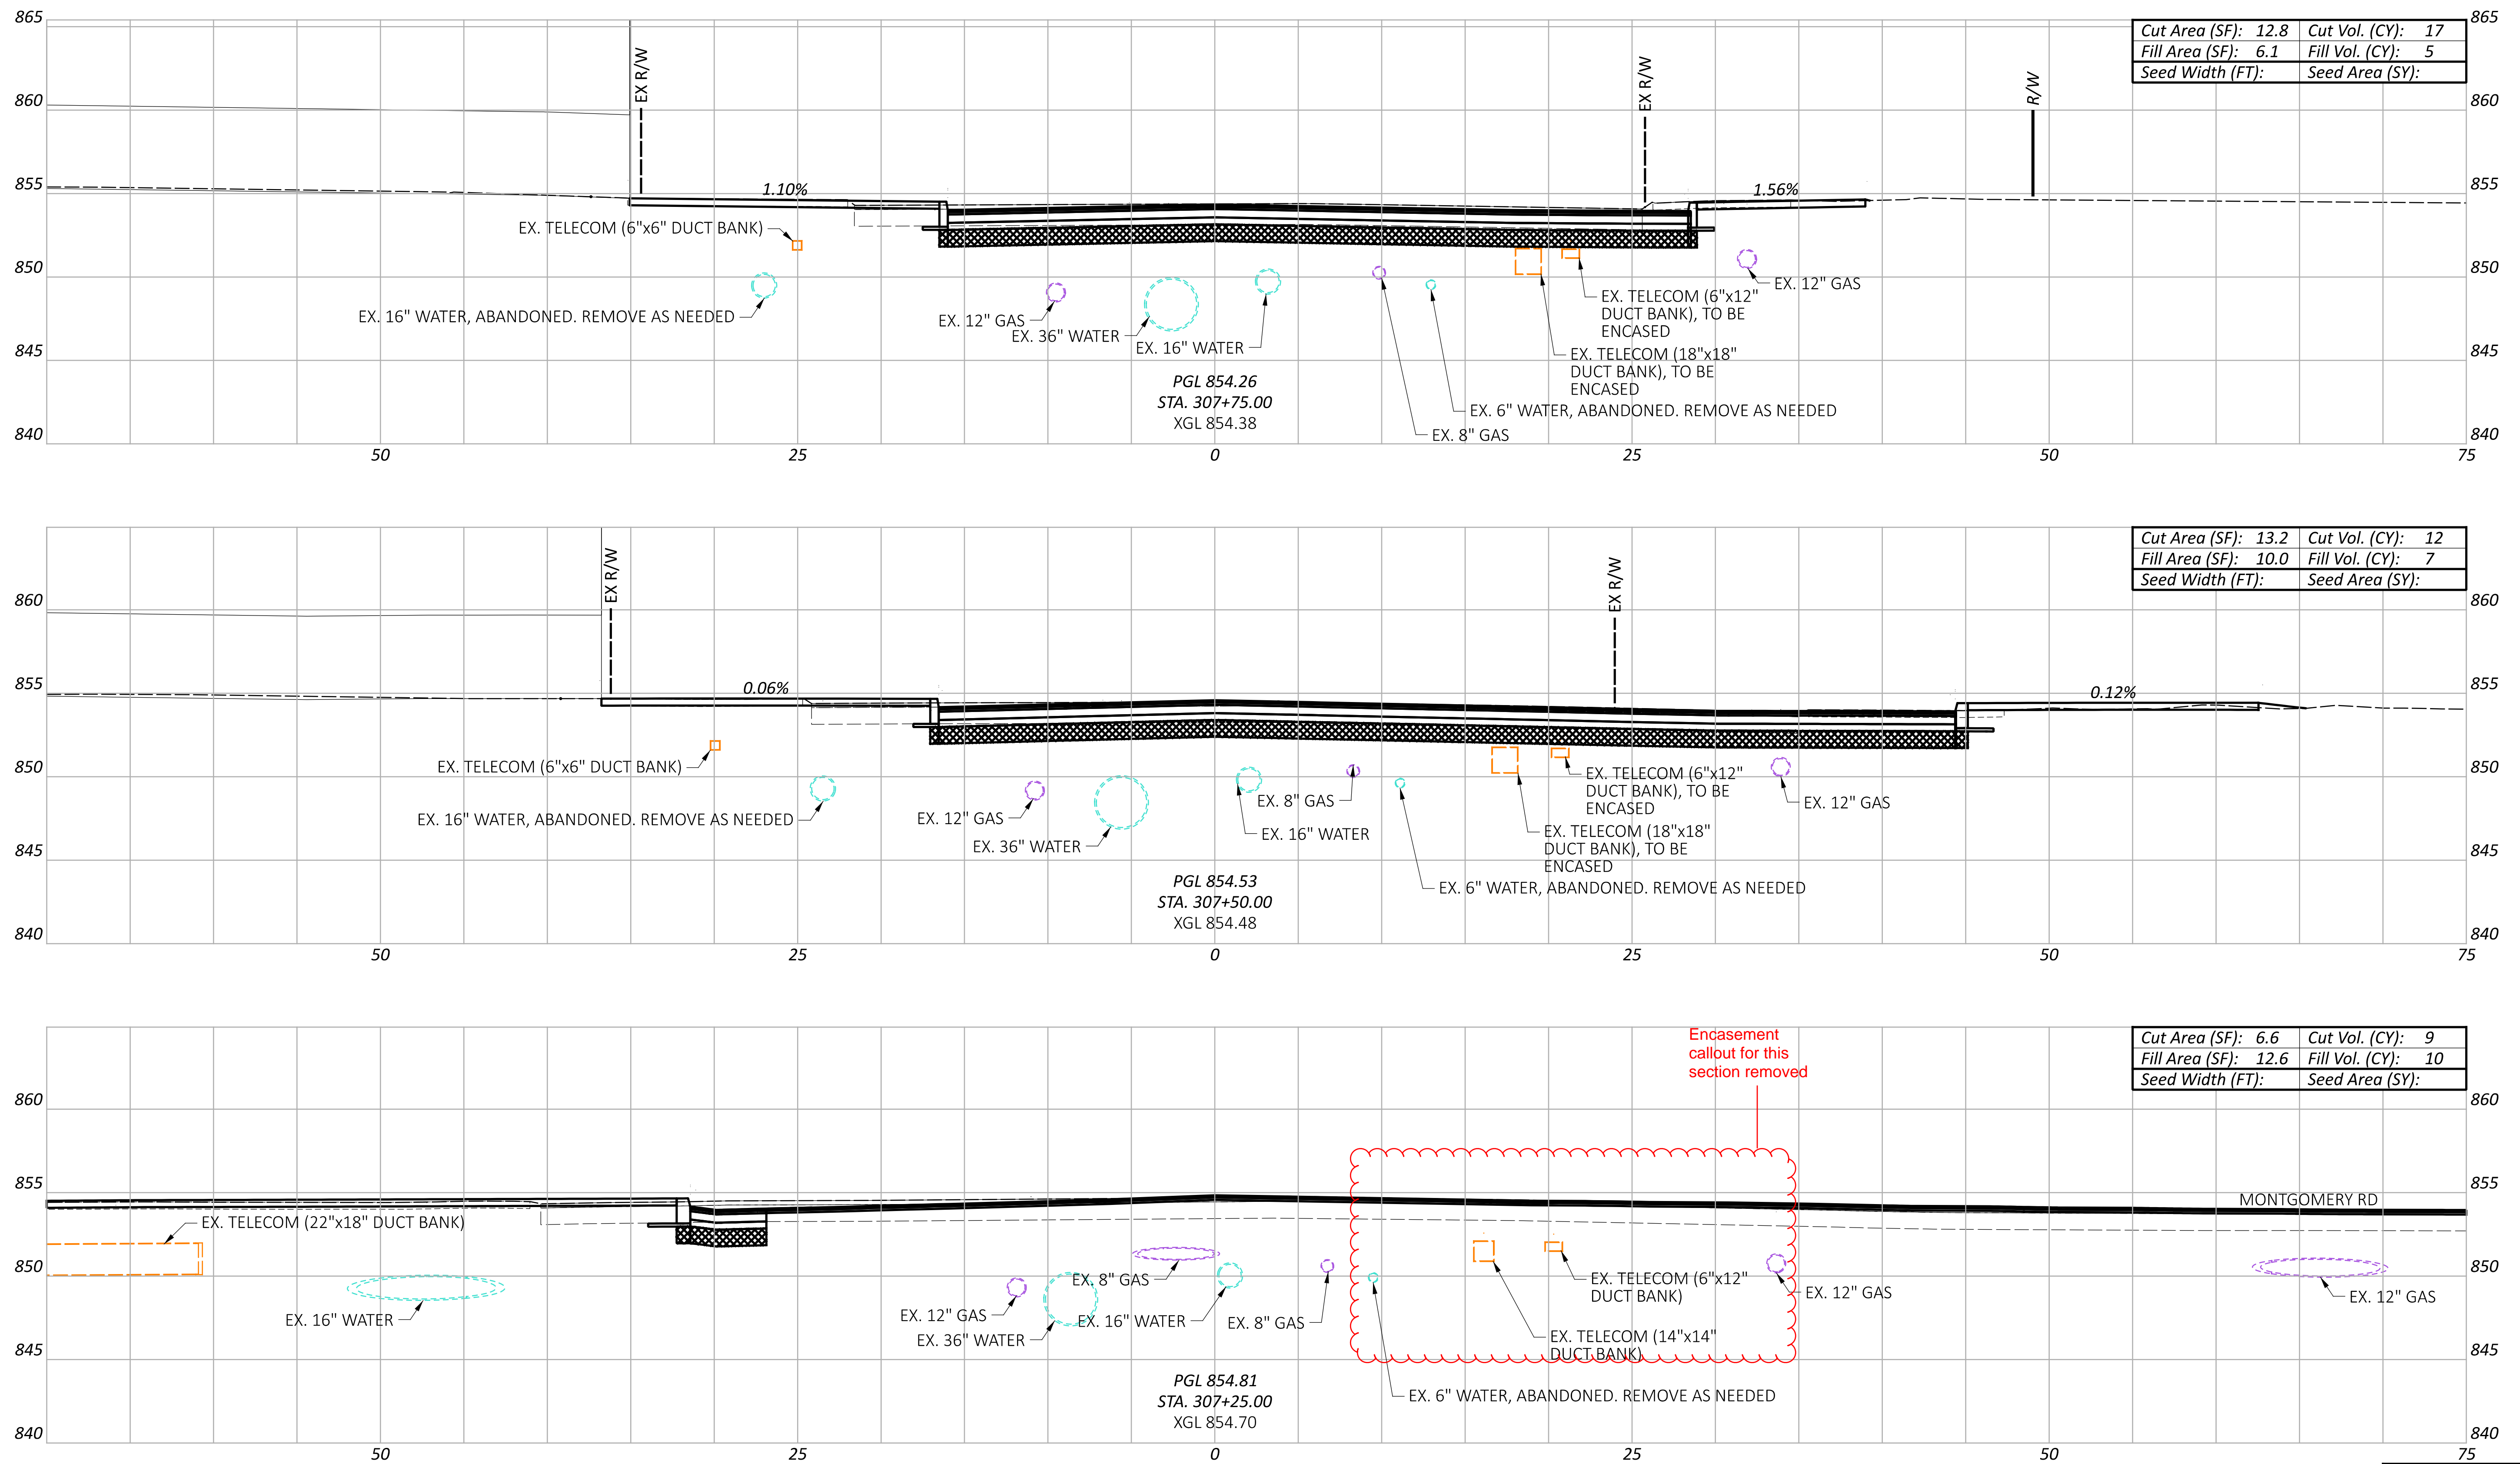 865
865
Cut Area (SF): 12.8 Cut Vol. (CY): 17
Fill Area (SF): 6.1 Fill Vol. (CY): 5
Seed Width (FT): Seed Area (SY):
EX R/W
EX R/W
R/W
860
860
855
1.10%
1.56%
855
EX. TELECOM (6"x6" DUCT BANK)
850
850
EX. 16" WATER, ABANDONED. REMOVE AS NEEDED
EX. 12" GAS
EX. 36" WATER
EX. 16" WATER
EX. 12" GAS
EX. TELECOM (6"x12"
DUCT BANK), TO BE
ENCASED
845
845
EX. TELECOM (18"x18"
DUCT BANK), TO BE
ENCASED
PGL 854.26
STA. 307+75.00
XGL 854.38
EX. 6" WATER, ABANDONED. REMOVE AS NEEDED
EX. 8" GAS
840
840
50
25
0
25
50
75
Cut Area (SF): 13.2 Cut Vol. (CY): 12
Fill Area (SF): 10.0 Fill Vol. (CY): 7
Seed Width (FT): Seed Area (SY):
EX R/W
EX R/W
860
860
855
0.06%
0.12%
855
EX. TELECOM (6"x6" DUCT BANK)
850
850
EX. 16" WATER, ABANDONED. REMOVE AS NEEDED
EX. 12" GAS
EX. 36" WATER
EX. 8" GAS
EX. 16" WATER
EX. TELECOM (6"x12"
DUCT BANK), TO BE
ENCASED
EX. 12" GAS
EX. TELECOM (18"x18"
DUCT BANK), TO BE
ENCASED
845
845
PGL 854.53
STA. 307+50.00
XGL 854.48
EX. 6" WATER, ABANDONED. REMOVE AS NEEDED
840
840
50
25
0
25
50
75
Encasement
callout for this
section removed
Cut Area (SF): 6.6 Cut Vol. (CY): 9
Fill Area (SF): 12.6 Fill Vol. (CY): 10
Seed Width (FT): Seed Area (SY):
860
860
855
855
MONTGOMERY RD
EX. TELECOM (22"x18" DUCT BANK)
850
850
EX. 16" WATER
EX. 12" GAS
EX. 36" WATER
EX. 8" GAS
EX. 16" WATER
EX. 8" GAS
EX. TELECOM (6"x12"
DUCT BANK)
EX. 12" GAS
EX. 12" GAS
EX. TELECOM (14"x14"
DUCT BANK)
845
845
PGL 854.81
STA. 307+25.00
XGL 854.70
EX. 6" WATER, ABANDONED. REMOVE AS NEEDED
840
840
50
25
0
25
50
75